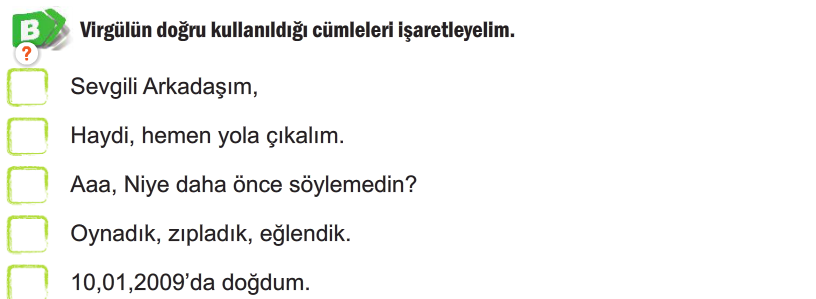 B
?
Virgülün doğru kullanıldığı cümleleri işaretleyelim.
Sevgili Arkadaşım,
Haydi, hemen yola çıkalım.
Aaa, Niye daha önce söylemedin?
Oynadık, zıpladık, eğlendik.
10,01,2009’da doğdum.